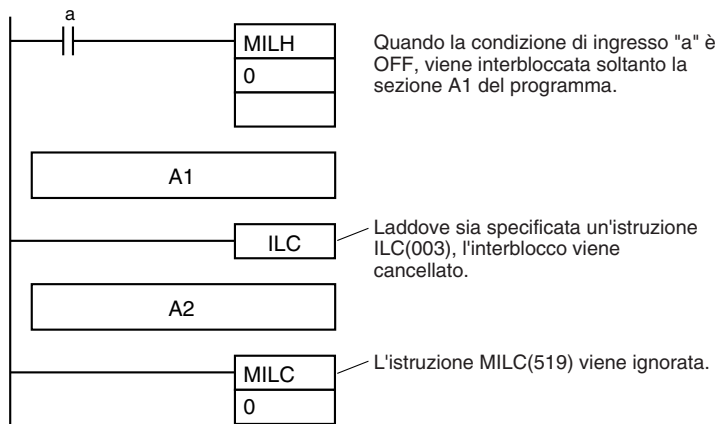 a
MILH
0
Quando la condizione di ingresso "a" è
OFF, viene interbloccata soltanto la
sezione A1 del programma.
A1
ILC
Laddove sia specificata un'istruzione
ILC(003), l'interblocco viene
cancellato.
A2
MILC
0
L'istruzione MILC(519) viene ignorata.